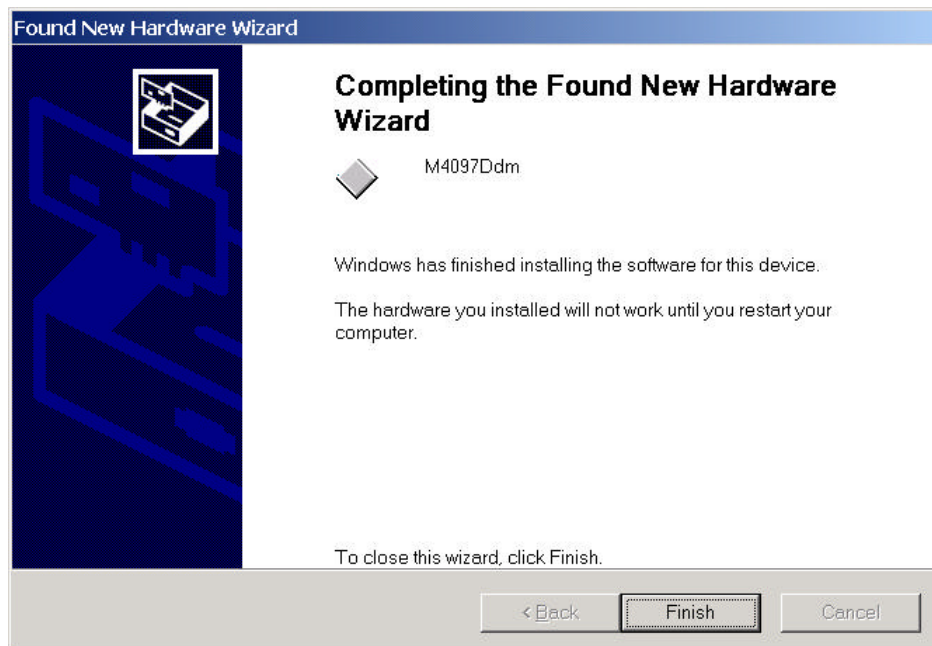 Found New Hardware Wizard
Completing the Found New Hardware
Wizard
M4097Ddm
Windows has finished installing the software for this device.
The hardware you installed will not work until you restart your
computer.
To close this wizard, click Finish.
< Back
Finish
Cancel